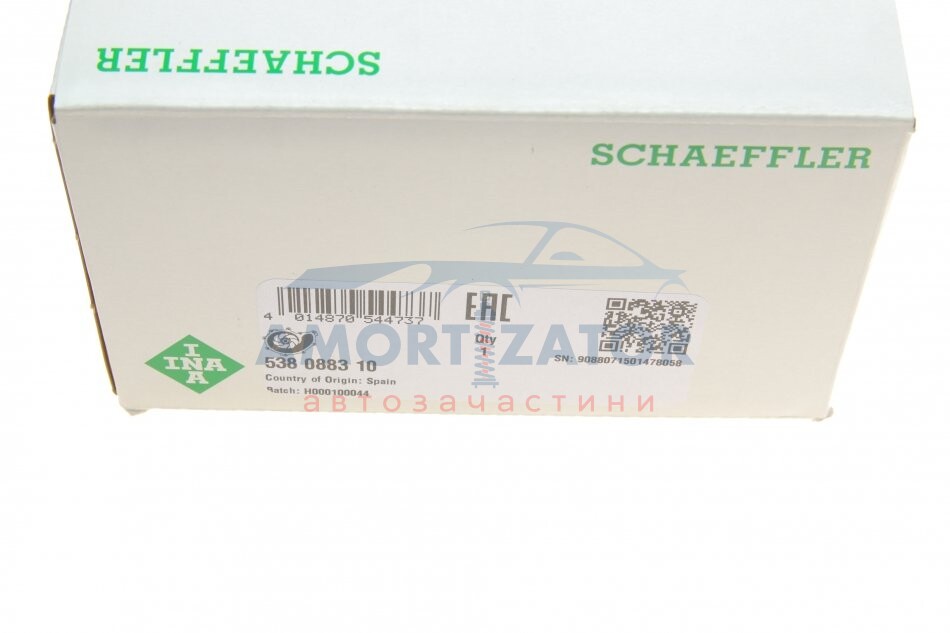 SCHAEFFLER
SCHAEFFLER
4 014870 544737
EAC
Qty
1
INA
INA
538 0883 10
Country of Origin: Spain
Batch: H000100044
SN: 9088071501478058
AMORTIZATOR
автозачастини